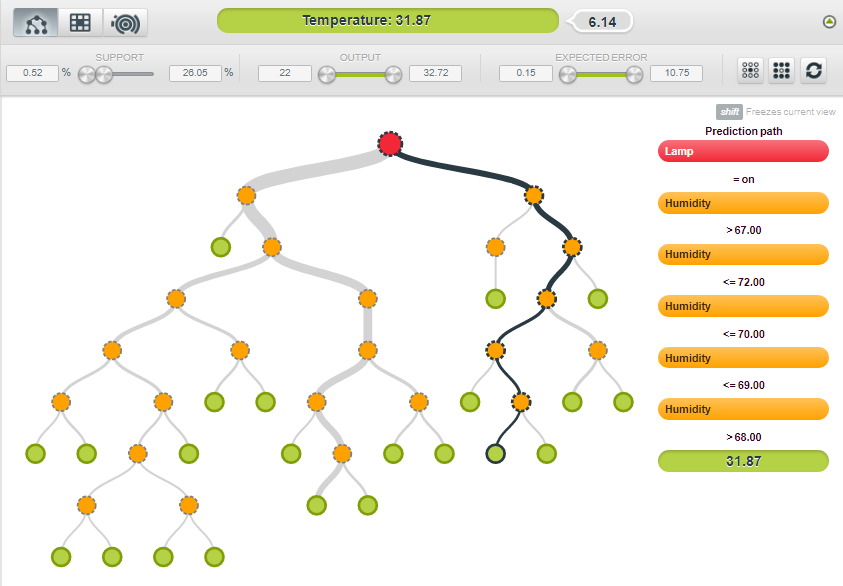 Temperature: 31.87
6.14
SUPPORT
0.52 %
26.05 %
OUTPUT
22
32.72
EXPECTED ERROR
0.15
10.75
shift Freezes current view
Prediction path
Lamp
= on
Humidity
> 67.00
Humidity
<= 72.00
Humidity
<= 70.00
Humidity
<= 69.00
Humidity
> 68.00
31.87